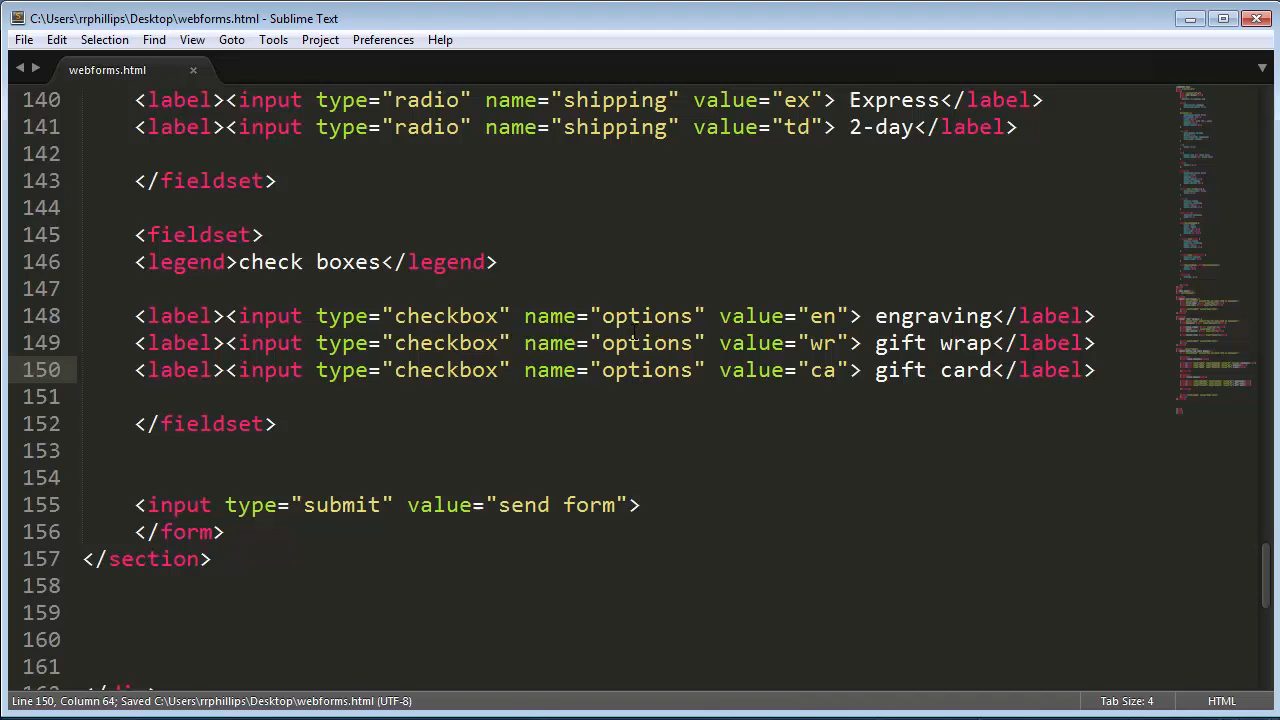 C:\Users\rrphillips\Desktop\webforms.html - Sublime Text
File Edit Selection Find View Goto Tools Project Preferences Help
webforms.html
140 <label><input type="radio" name="shipping" value="ex"> Express</label>
141 <label><input type="radio" name="shipping" value="td"> 2-day</label>
142
143 </fieldset>
144
145 <fieldset>
146 <legend>check boxes</legend>
147
148 <label><input type="checkbox" name="options" value="en"> engraving</label>
149 <label><input type="checkbox" name="options" value="wr"> gift wrap</label>
150 <label><input type="checkbox" name="options" value="ca"> gift card</label>
151
152 </fieldset>
153
154
155 <input type="submit" value="send form">
156 </form>
157 </section>
158
159
160
161
Line 150, Column 64; Saved C:\Users\rrphillips\Desktop\webforms.html (UTF-8)
Tab Size: 4
HTML